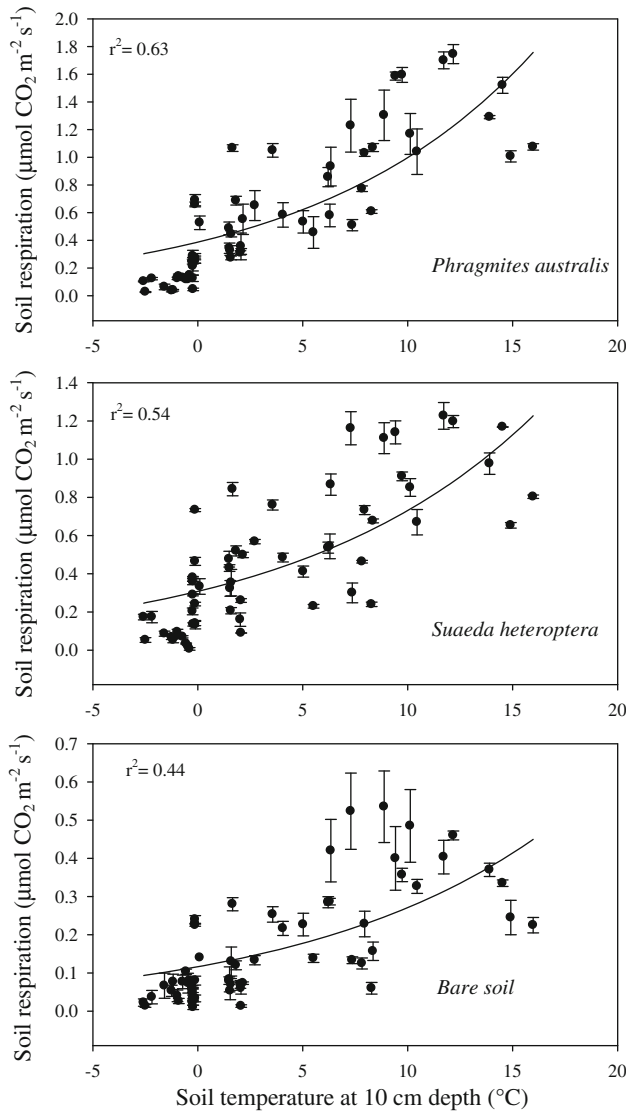 2.0
r²= 0.63
1.8
1.6
1.4
1.2
1.0
0.8
0.6
0.4
0.2
0.0
Soil respiration (µmol CO₂ m⁻² s⁻¹)
Phragmites australis
-5 0 5 10 15 20
1.4
r²= 0.54
1.2
1.0
0.8
0.6
0.4
0.2
0.0
Soil respiration (µmol CO₂ m⁻² s⁻¹)
Suaeda heteroptera
-5 0 5 10 15 20
0.7
r²= 0.44
0.6
0.5
0.4
0.3
0.2
0.1
0.0
Soil respiration (µmol CO₂ m⁻² s⁻¹)
Bare soil
-5 0 5 10 15 20
Soil temperature at 10 cm depth (°C)